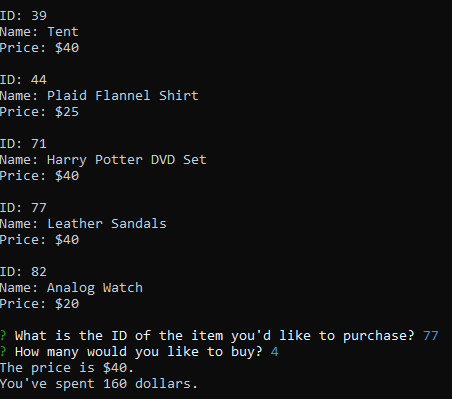 ID: 39
Name: Tent
Price: $40
ID: 44
Name: Plaid Flannel Shirt
Price: $25
ID: 71
Name: Harry Potter DVD Set
Price: $40
ID: 77
Name: Leather Sandals
Price: $40
ID: 82
Name: Analog Watch
Price: $20
? What is the ID of the item you'd like to purchase? 77
? How many would you like to buy? 4
The price is $40.
You've spent 160 dollars.